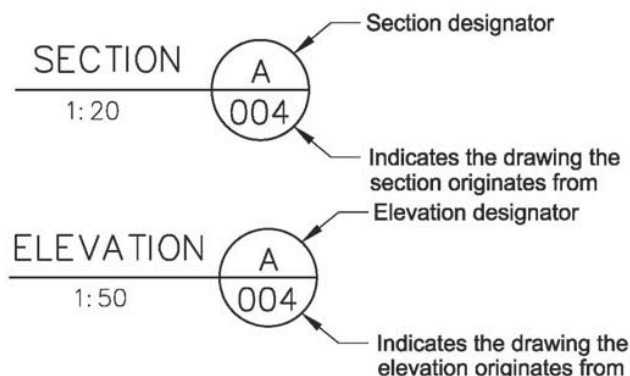 Section designator
SECTION
A
1:20
004
Indicates the drawing the
section originates from
Elevation designator
ELEVATION
A
1:50
004
Indicates the drawing the
elevation originates from